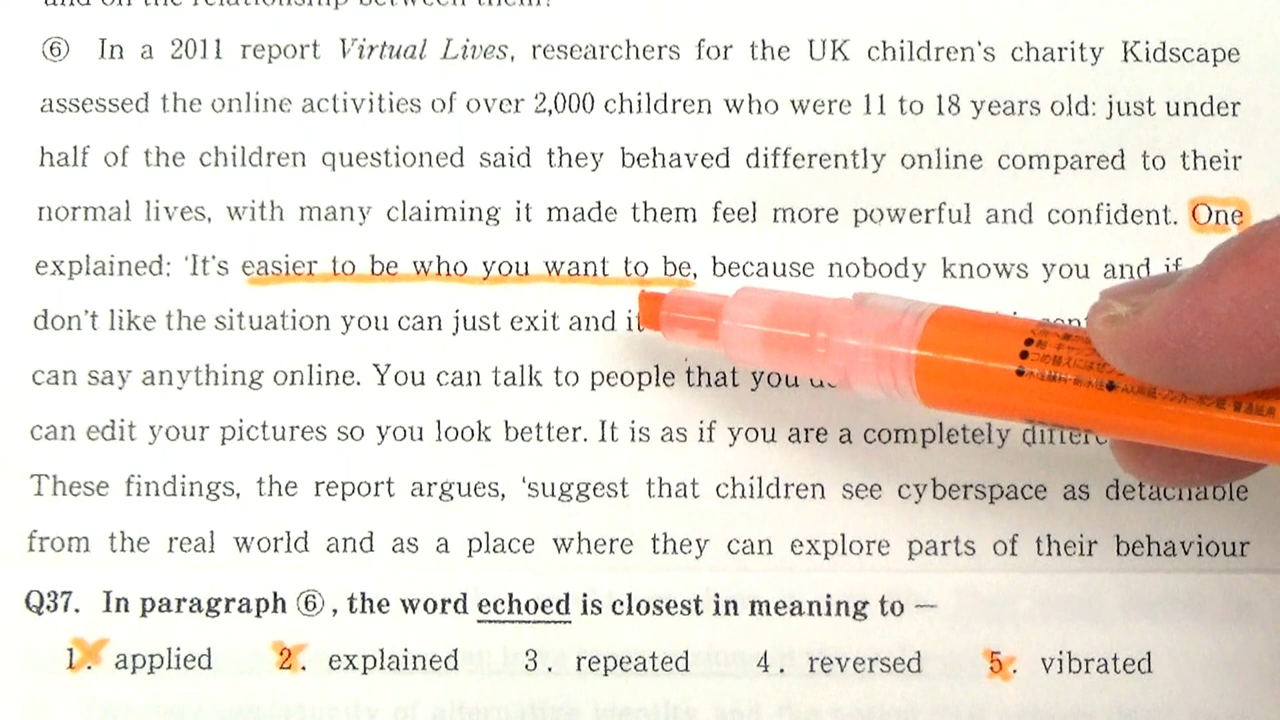 ⑥ In a 2011 report Virtual Lives, researchers for the UK children's charity Kidscape
assessed the online activities of over 2,000 children who were 11 to 18 years old: just under
half of the children questioned said they behaved differently online compared to their
normal lives, with many claiming it made them feel more powerful and confident. One
explained: 'It's easier to be who you want to be, because nobody knows you and if
don't like the situation you can just exit and it
can say anything online. You can talk to people that you
can edit your pictures so you look better. It is as if you are a completely
These findings, the report argues, 'suggest that children see cyberspace as detachable
from the real world and as a place where they can explore parts of their behaviour
Q37. In paragraph ⑥, the word echoed is closest in meaning to —
1. applied 2. explained 3. repeated 4. reversed 5. vibrated